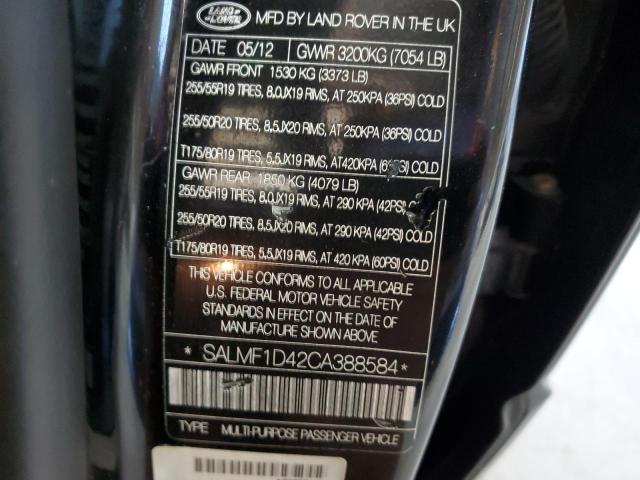 LAND ROVER
MFD BY LAND ROVER IN THE UK
DATE 05/12 GVWR 3200KG (7054 LB)
GAWR FRONT 1530 KG (3373 LB)
255/55R19 TIRES, 8.0JX19 RIMS, AT 250KPA (36PSI) COLD
255/50R20 TIRES, 8.5JX20 RIMS, AT 250KPA (36PSI) COLD
T175/80R19 TIRES, 5.5JX19 RIMS, AT420KPA COLD
GAWR REAR 1850 KG (4079 LB)
255/55R19 TIRES, 8.0JX19 RIMS, AT 290 KPA (42PSI) COLD
255/50R20 TIRES, 8.5JX20 RIMS, AT 290 KPA (42PSI) COLD
T175/80R19 TIRES, 5.5JX19 RIMS, AT 420 KPA (60PSI) COLD
THIS VEHICLE CONFORMS TO ALL APPLICABLE
U.S. FEDERAL MOTOR VEHICLE SAFETY
STANDARDS IN EFFECT ON THE DATE OF
MANUFACTURE SHOWN ABOVE
* SALMF1D42CA388584 *
TYPE MULTI-PURPOSE PASSENGER VEHICLE